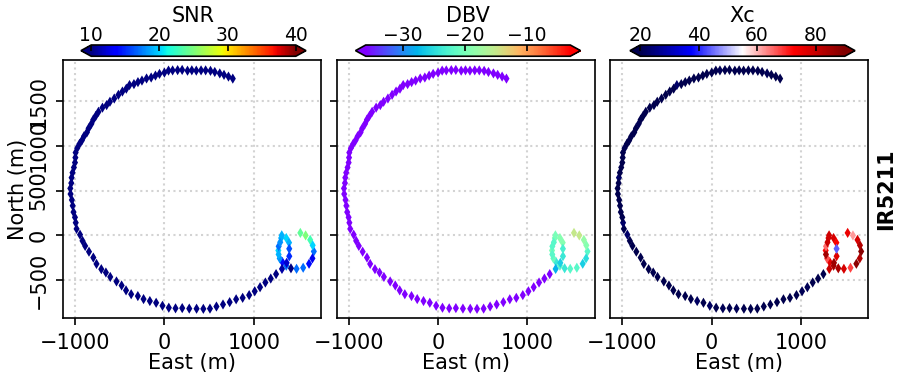 SNR DBV Xc
10 20 30 40 −30 −20 −10 20 40 60 80
1500
1000
500
0
−500
North (m)
IR5211
−1000 0 1000 −1000 0 1000 −1000 0 1000
East (m) East (m) East (m)